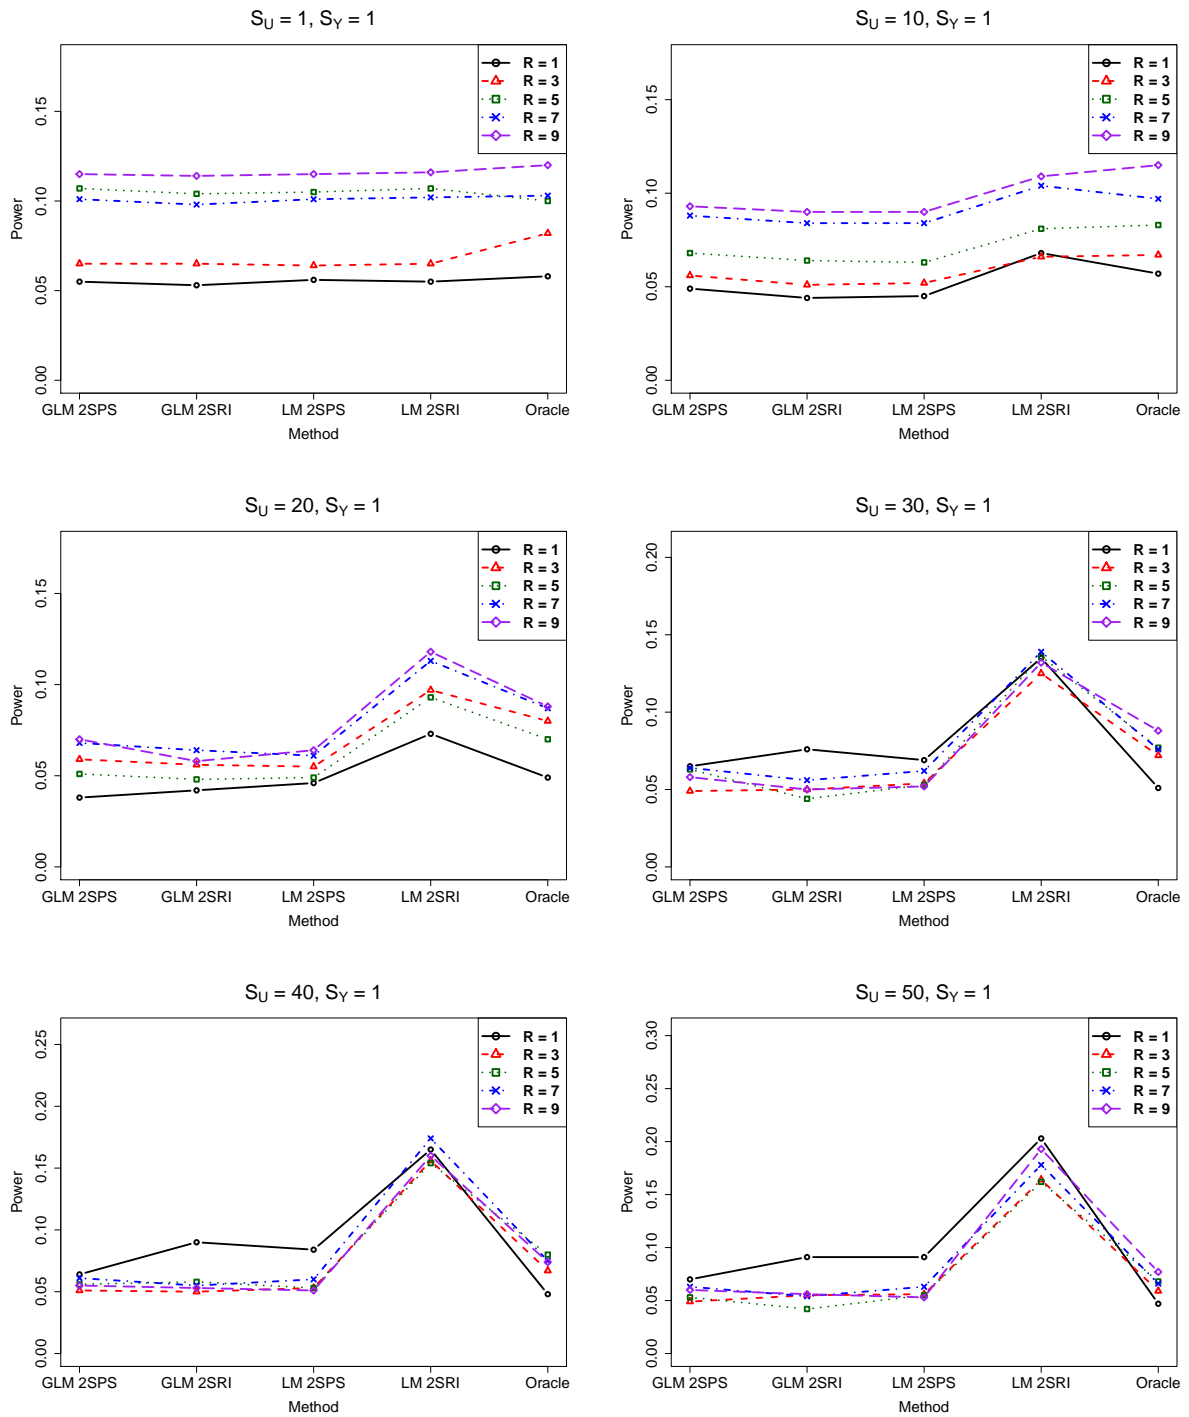 S_U = 1, S_Y = 1
Power
0.00 0.05 0.10 0.15
R = 1
R = 3
R = 5
R = 7
R = 9
GLM 2SPS GLM 2SRI LM 2SPS LM 2SRI Oracle
Method
S_U = 10, S_Y = 1
Power
0.00 0.05 0.10 0.15
R = 1
R = 3
R = 5
R = 7
R = 9
GLM 2SPS GLM 2SRI LM 2SPS LM 2SRI Oracle
Method
S_U = 20, S_Y = 1
Power
0.00 0.05 0.10 0.15
R = 1
R = 3
R = 5
R = 7
R = 9
GLM 2SPS GLM 2SRI LM 2SPS LM 2SRI Oracle
Method
S_U = 30, S_Y = 1
Power
0.00 0.05 0.10 0.15 0.20
R = 1
R = 3
R = 5
R = 7
R = 9
GLM 2SPS GLM 2SRI LM 2SPS LM 2SRI Oracle
Method
S_U = 40, S_Y = 1
Power
0.00 0.05 0.10 0.15 0.20 0.25
R = 1
R = 3
R = 5
R = 7
R = 9
GLM 2SPS GLM 2SRI LM 2SPS LM 2SRI Oracle
Method
S_U = 50, S_Y = 1
Power
0.00 0.05 0.10 0.15 0.20 0.25 0.30
R = 1
R = 3
R = 5
R = 7
R = 9
GLM 2SPS GLM 2SRI LM 2SPS LM 2SRI Oracle
Method